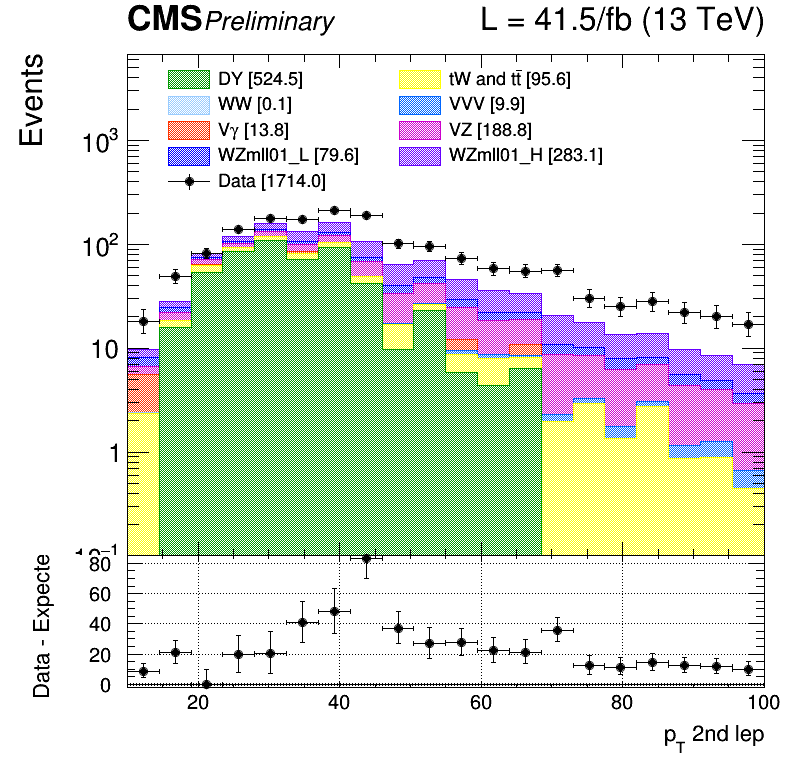 CMS Preliminary L = 41.5/fb (13 TeV)
Events
DY [524.5] tW and tt̄ [95.6]
WW [0.1] VVV [9.9]
Vγ [13.8] VZ [188.8]
WZmll01_L [79.6] WZmll01_H [283.1]
Data [1714.0]
10³
10²
10
1
Data - Expecte
80
60
40
20
0
20 40 60 80 100
p_T 2nd lep